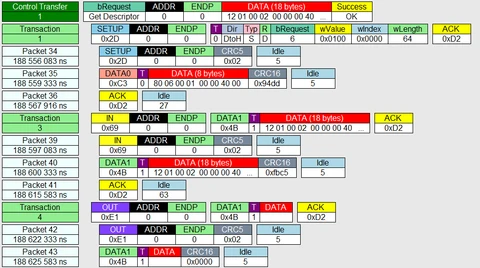 Control Transfer bRequest ADDR ENDP DATA (18 bytes) Success
1 Get Descriptor 0 0 12 01 00 02 00 00 00 40 ... OK
Transaction SETUP ADDR ENDP T Dir Typ R bRequest wValue wIndex wLength ACK
1 0x2D 0 0 0 DtoH S D 6 0x0100 0x0000 64 0xD2
Packet 34 SETUP ADDR ENDP CRC5 Idle
188 556 083 ns 0x2D 0 0 0x02 5
Packet 35 DATA0 T DATA (8 bytes) CRC16 Idle
188 559 333 ns 0xC3 0 80 06 00 01 00 00 40 00 0x94dd 5
Packet 36 ACK Idle
188 567 916 ns 0xD2 27
Transaction IN ADDR ENDP DATA1 T DATA (18 bytes) ACK
3 0x69 0 0 0x4B 1 12 01 00 02 00 00 00 40 ... 0xD2
Packet 39 IN ADDR ENDP CRC5 Idle
188 597 083 ns 0x69 0 0 0x02 5
Packet 40 DATA1 T DATA (18 bytes) CRC16 Idle
188 600 333 ns 0x4B 1 12 01 00 02 00 00 00 40 ... 0xfbc5 5
Packet 41 ACK Idle
188 615 583 ns 0xD2 63
Transaction OUT ADDR ENDP DATA1 T DATA ACK
4 0xE1 0 0 0x4B 1 0xD2
Packet 42 OUT ADDR ENDP CRC5 Idle
188 622 333 ns 0xE1 0 0 0x02 5
Packet 43 DATA1 T DATA CRC16 Idle
188 625 583 ns 0x4B 1 0x0000 5